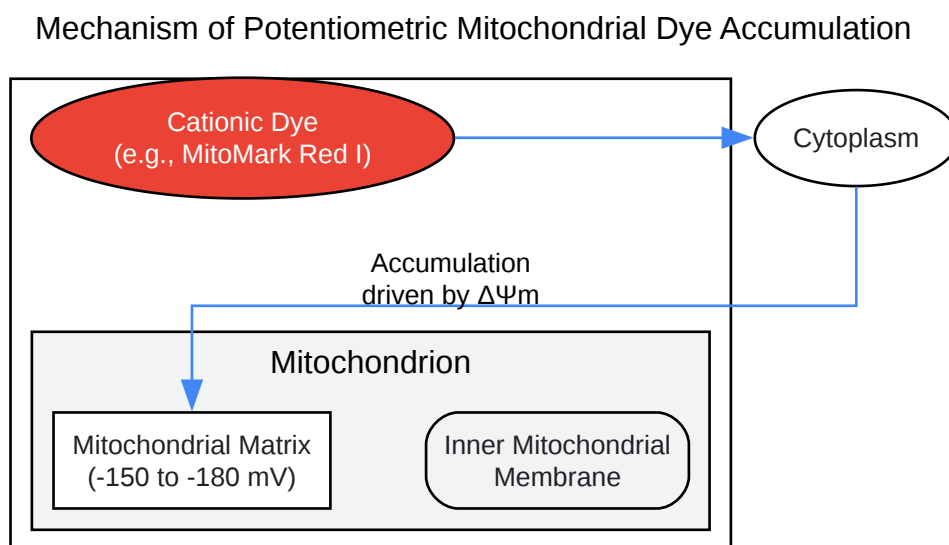 Mechanism of Potentiometric Mitochondrial Dye Accumulation
Cationic Dye
(e.g., MitoMark Red I)
Cytoplasm
Accumulation
driven by ΔΨm
Mitochondrion
Mitochondrial Matrix
(-150 to -180 mV)
Inner Mitochondrial
Membrane